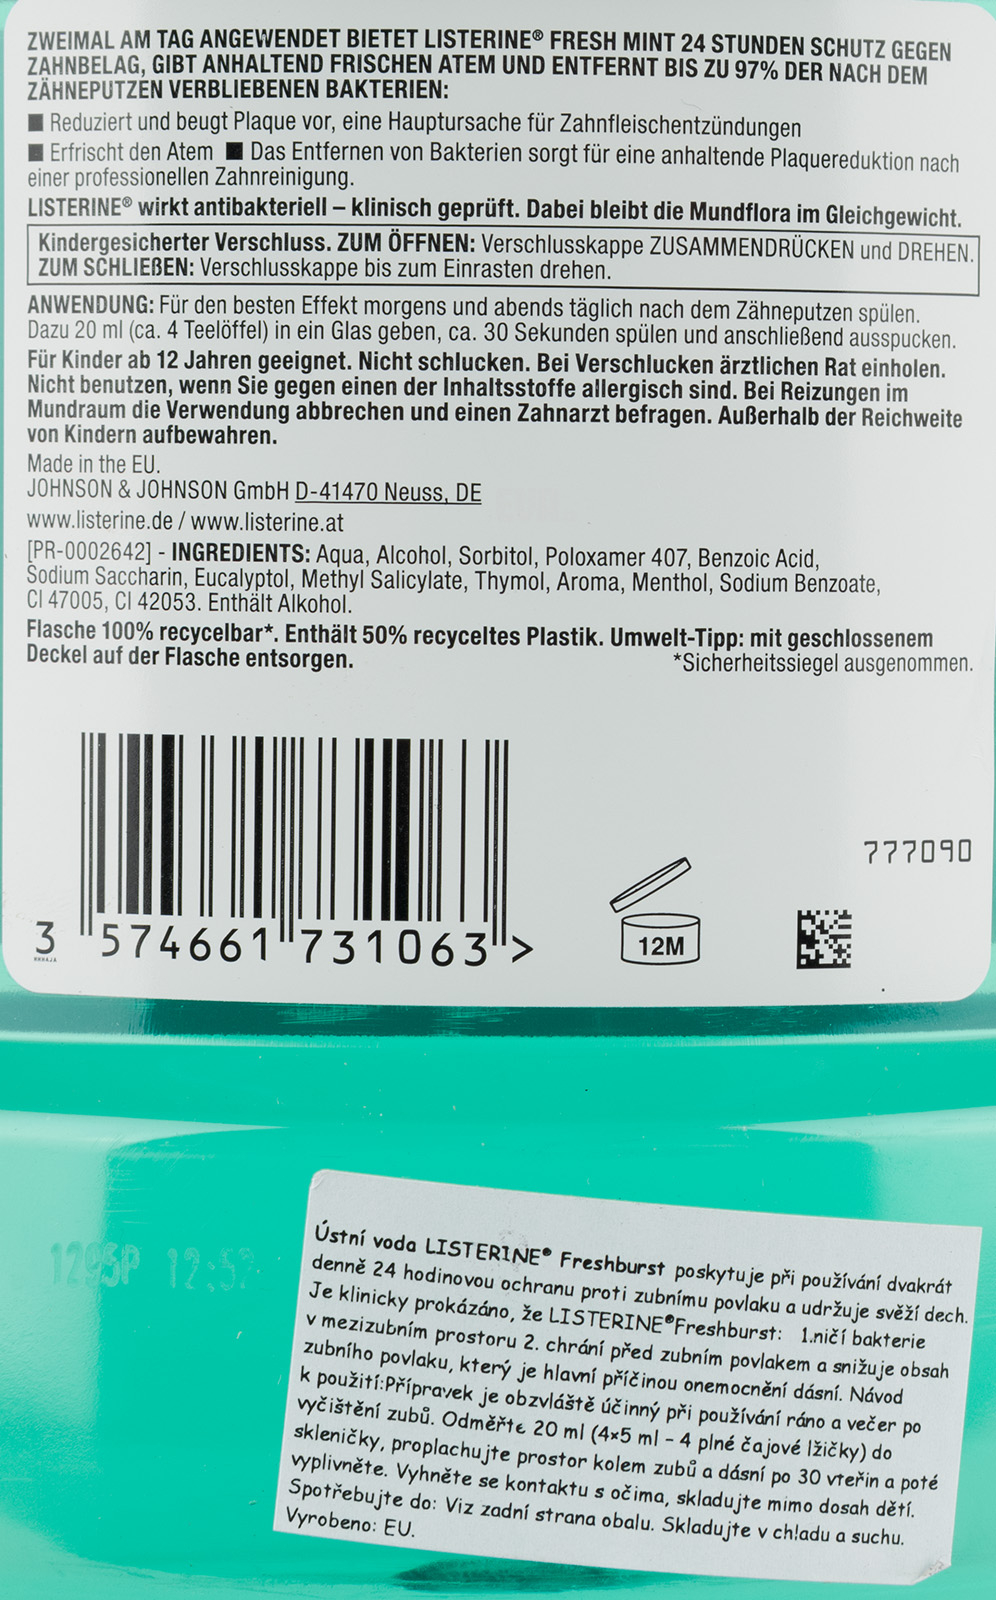 ZWEIMAL AM TAG ANGEWENDET BIETET LISTERINE® FRESH MINT 24 STUNDEN SCHUTZ GEGEN
ZAHNBELAG, GIBT ANHALTEND FRISCHEN ATEM UND ENTFERNT BIS ZU 97% DER NACH DEM
ZÄHNEPUTZEN VERBLIEBENEN BAKTERIEN:
■ Reduziert und beugt Plaque vor, eine Hauptursache für Zahnfleischentzündungen
■ Erfrischt den Atem ■ Das Entfernen von Bakterien sorgt für eine anhaltende Plaquereduktion nach
einer professionellen Zahnreinigung.
LISTERINE® wirkt antibakteriell – klinisch geprüft. Dabei bleibt die Mundflora im Gleichgewicht.
Kindergesicherter Verschluss. ZUM ÖFFNEN: Verschlusskappe ZUSAMMENDRÜCKEN und DREHEN.
ZUM SCHLIEßEN: Verschlusskappe bis zum Einrasten drehen.
ANWENDUNG: Für den besten Effekt morgens und abends täglich nach dem Zähneputzen spülen.
Dazu 20 ml (ca. 4 Teelöffel) in ein Glas geben, ca. 30 Sekunden spülen und anschließend ausspucken.
Für Kinder ab 12 Jahren geeignet. Nicht schlucken. Bei Verschlucken ärztlichen Rat einholen.
Nicht benutzen, wenn Sie gegen einen der Inhaltsstoffe allergisch sind. Bei Reizungen im
Mundraum die Verwendung abbrechen und einen Zahnarzt befragen. Außerhalb der Reichweite
von Kindern aufbewahren.
Made in the EU.
JOHNSON & JOHNSON GmbH D-41470 Neuss, DE
www.listerine.de / www.listerine.at
[PR-0002642] - INGREDIENTS: Aqua, Alcohol, Sorbitol, Poloxamer 407, Benzoic Acid,
Sodium Saccharin, Eucalyptol, Methyl Salicylate, Thymol, Aroma, Menthol, Sodium Benzoate,
CI 47005, CI 42053. Enthält Alkohol.
Flasche 100% recycelbar*. Enthält 50% recyceltes Plastik. Umwelt-Tipp: mit geschlossenem
Deckel auf der Flasche entsorgen. *Sicherheitssiegel ausgenommen.
777090
3 574661 731063 >
12M
Ústní voda LISTERINE® Freshburst poskytuje při používání dvakrát
denně 24 hodinovou ochranu proti zubnímu povlaku a udržuje svěží dech.
Je klinicky prokázáno, že LISTERINE®Freshburst: 1.ničí bakterie
v mezizubním prostoru 2. chrání před zubním povlakem a snižuje obsah
zubního povlaku, který je hlavní příčinou onemocnění dásní. Návod
k použití:Přípravek je obzvláště účinný při používání ráno a večer po
vyčištění zubů. Odměřte 20 ml (4x5 ml - 4 plné čajové lžičky) do
skleničky, proplachujte prostor kolem zubů a dásní po 30 vteřin a poté
vyplivněte. Vyhněte se kontaktu s očima, skladujte mimo dosah dětí.
Spotřebujte do: Viz zadní strana obalu. Skladujte v chladu a suchu.
Vyrobeno: EU.